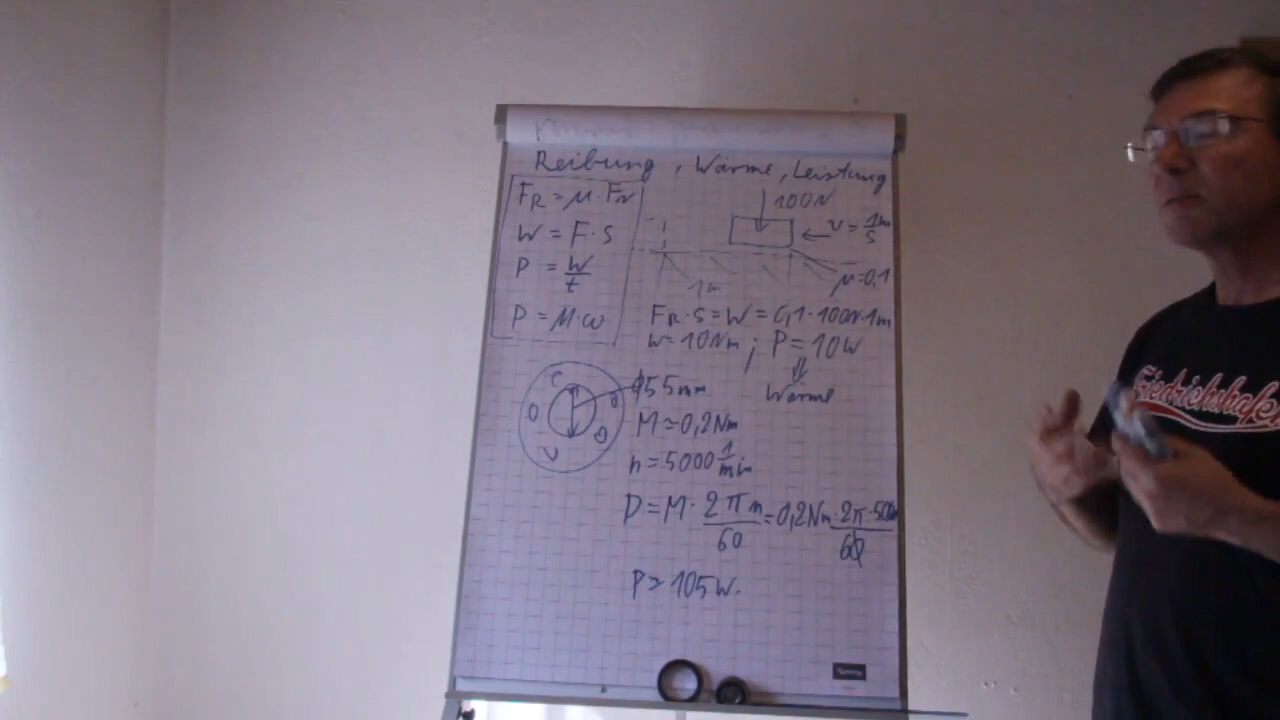 Reibung, Wärme, Leistung
F_R = μ · F_N
W = F · s
P = W/t
P = M · ω
100N
v = 1m/s
μ = 0,1
1m
F_R · s = W = 0,1 · 100N · 1m
W = 10Nm ; P = 10W
⇓
Wärme
ϕ55mm
M ≈ 0,2Nm
n = 5000 1/min
P = M · 2πn/60 = 0,2Nm · 2π · 5000/60
P ≈ 105W.
Friedrichshafen